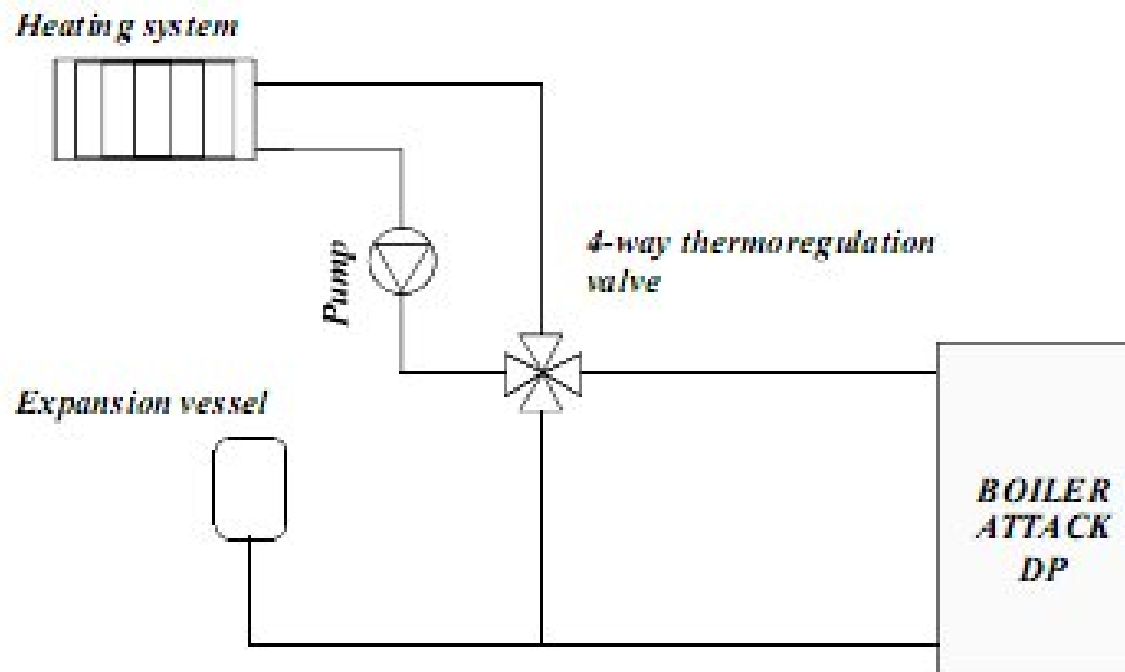 Heating system
4-way thermoregulation
valve
Pump
Expansion vessel
BOILER
ATTACK
DP